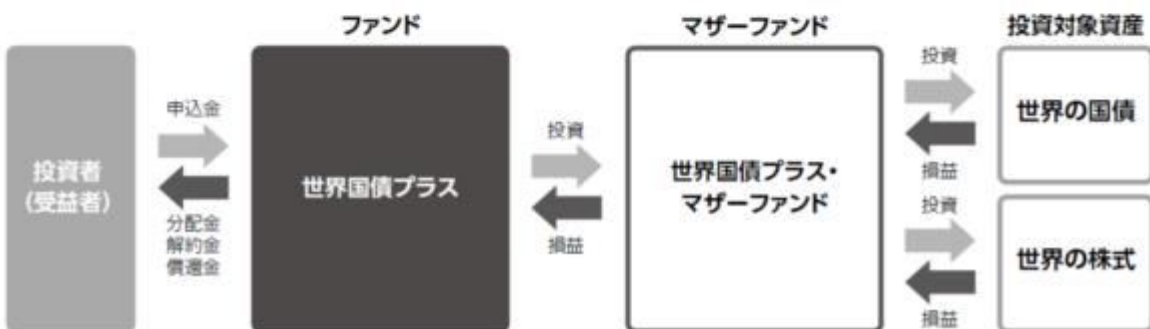 ファンド
マザーファンド
投資対象資産
投資者
(受益者)
申込金
分配金
解約金
償還金
世界国債プラス
投資
損益
世界国債プラス・
マザーファンド
投資
損益
世界の国債
投資
損益
世界の株式